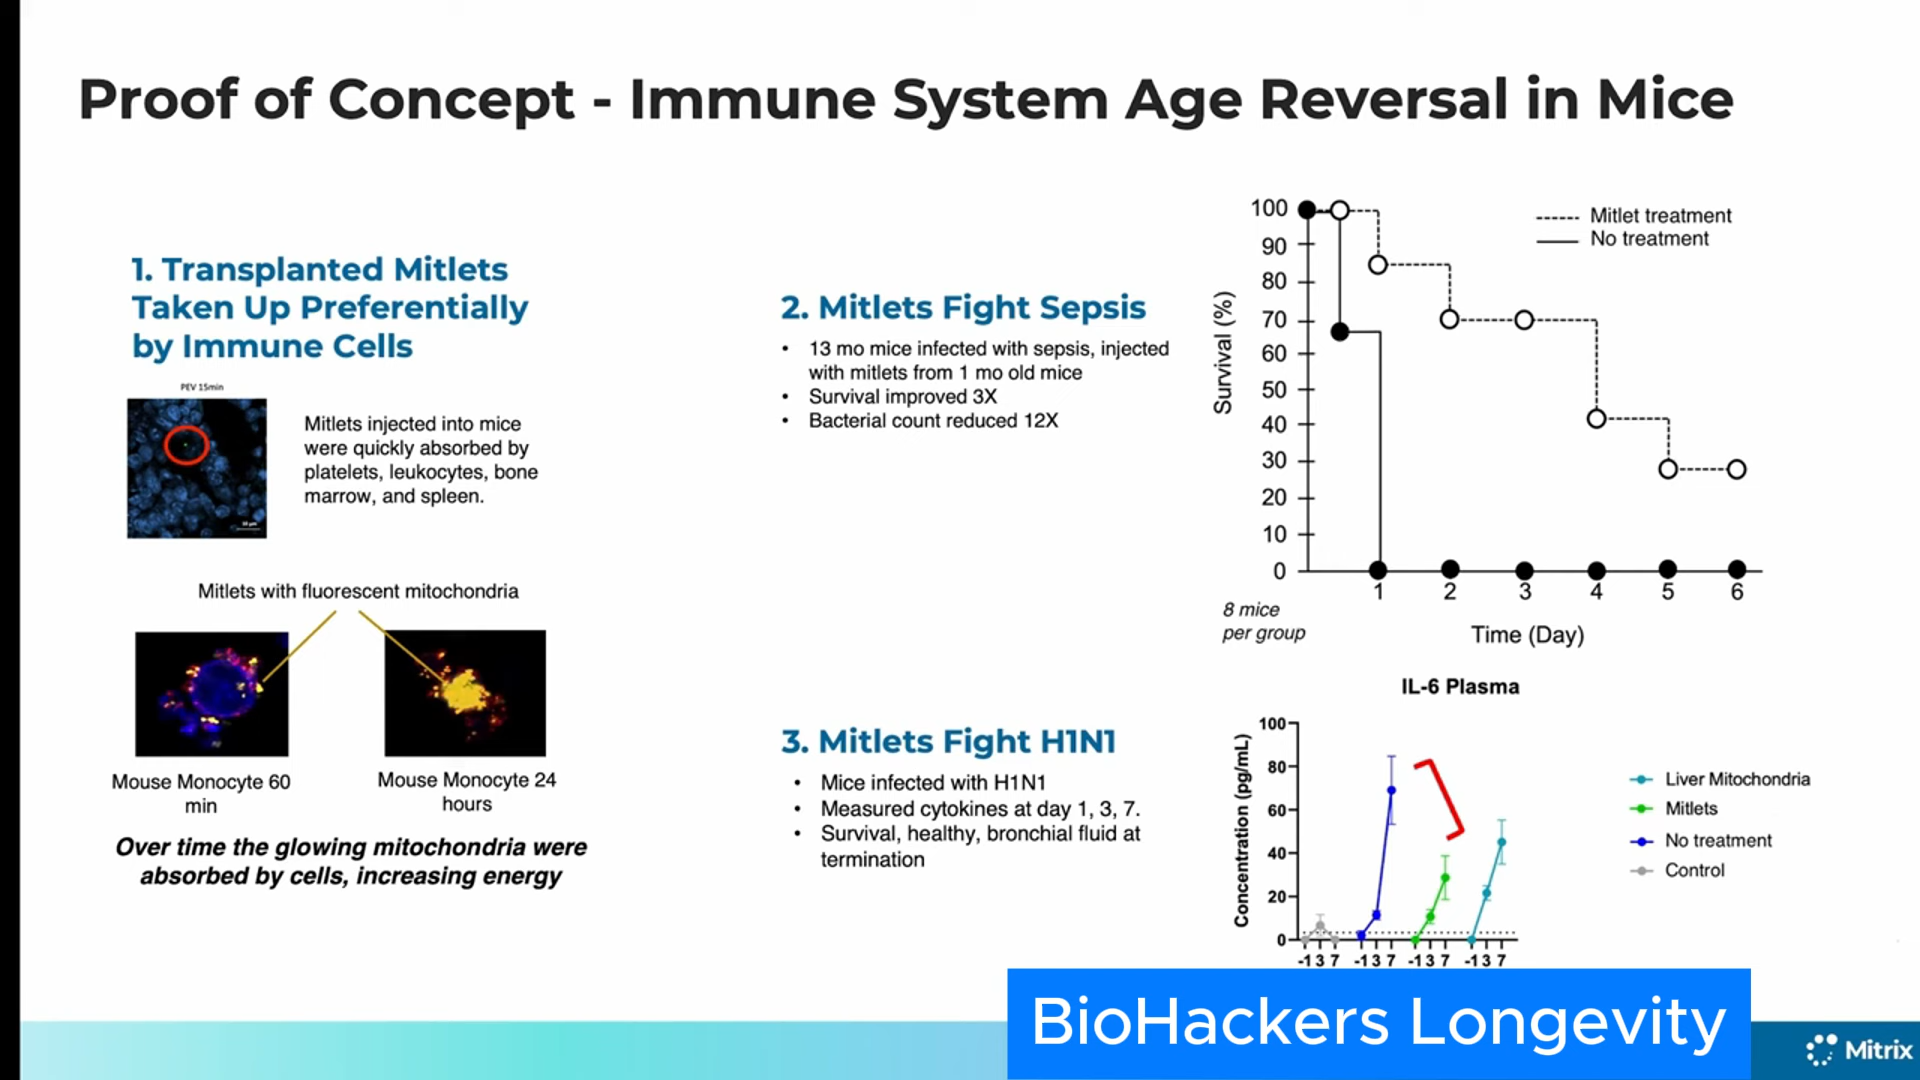 Proof of Concept - Immune System Age Reversal in Mice
1. Transplanted Mitlets
Taken Up Preferentially
by Immune Cells
PEV 15min
Mitlets injected into mice
were quickly absorbed by
platelets, leukocytes, bone
marrow, and spleen.
Mitlets with fluorescent mitochondria
Mouse Monocyte 60
min
Mouse Monocyte 24
hours
Over time the glowing mitochondria were
absorbed by cells, increasing energy
2. Mitlets Fight Sepsis
• 13 mo mice infected with sepsis, injected
with mitlets from 1 mo old mice
• Survival improved 3X
• Bacterial count reduced 12X
3. Mitlets Fight H1N1
• Mice infected with H1N1
• Measured cytokines at day 1, 3, 7.
• Survival, healthy, bronchial fluid at
termination
Survival (%)
100
90
80
70
60
50
40
30
20
10
0
1 2 3 4 5 6
Time (Day)
Mitlet treatment
No treatment
8 mice
per group
IL-6 Plasma
Concentration (pg/mL)
100
80
60
40
20
0
-1 3 7 -1 3 7 -1 3 7 -1 3 7
Liver Mitochondria
Mitlets
No treatment
Control
BioHackers Longevity
Mitrix